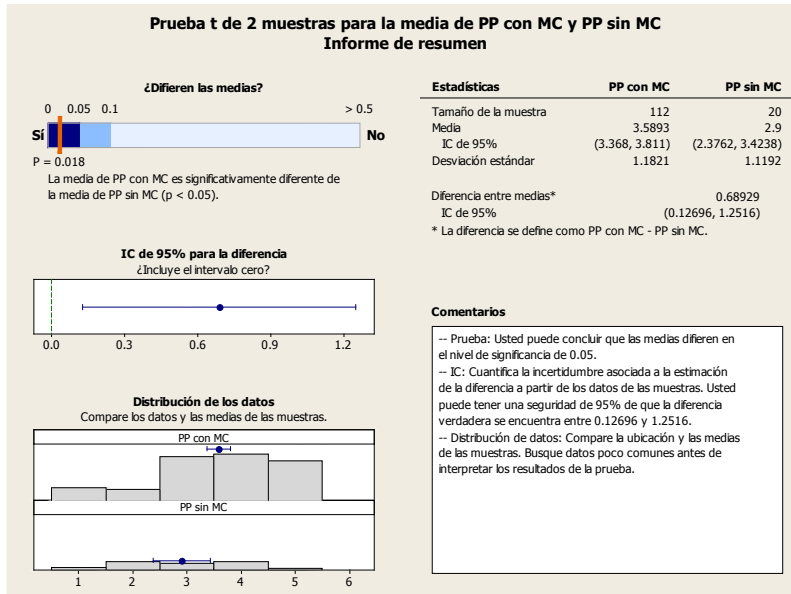 Prueba t de 2 muestras para la media de PP con MC y PP sin MC
Informe de resumen
¿Difieren las medias?
0 0.05 0.1 > 0.5
Sí No
P = 0.018
La media de PP con MC es significativamente diferente de
la media de PP sin MC (p < 0.05).
IC de 95% para la diferencia
¿Incluye el intervalo cero?
0.0 0.3 0.6 0.9 1.2
Distribución de los datos
Compare los datos y las medias de las muestras.
PP con MC
PP sin MC
1 2 3 4 5 6
Estadísticas PP con MC PP sin MC
Tamaño de la muestra 112 20
Media 3.5893 2.9
IC de 95% (3.368, 3.811) (2.3762, 3.4238)
Desviación estándar 1.1821 1.1192
Diferencia entre medias* 0.68929
IC de 95% (0.12696, 1.2516)
* La diferencia se define como PP con MC - PP sin MC.
Comentarios
-- Prueba: Usted puede concluir que las medias difieren en
el nivel de significancia de 0.05.
-- IC: Cuantifica la incertidumbre asociada a la estimación
de la diferencia a partir de los datos de las muestras. Usted
puede tener una seguridad de 95% de que la diferencia
verdadera se encuentra entre 0.12696 y 1.2516.
-- Distribución de datos: Compare la ubicación y las medias
de las muestras. Busque datos poco comunes antes de
interpretar los resultados de la prueba.